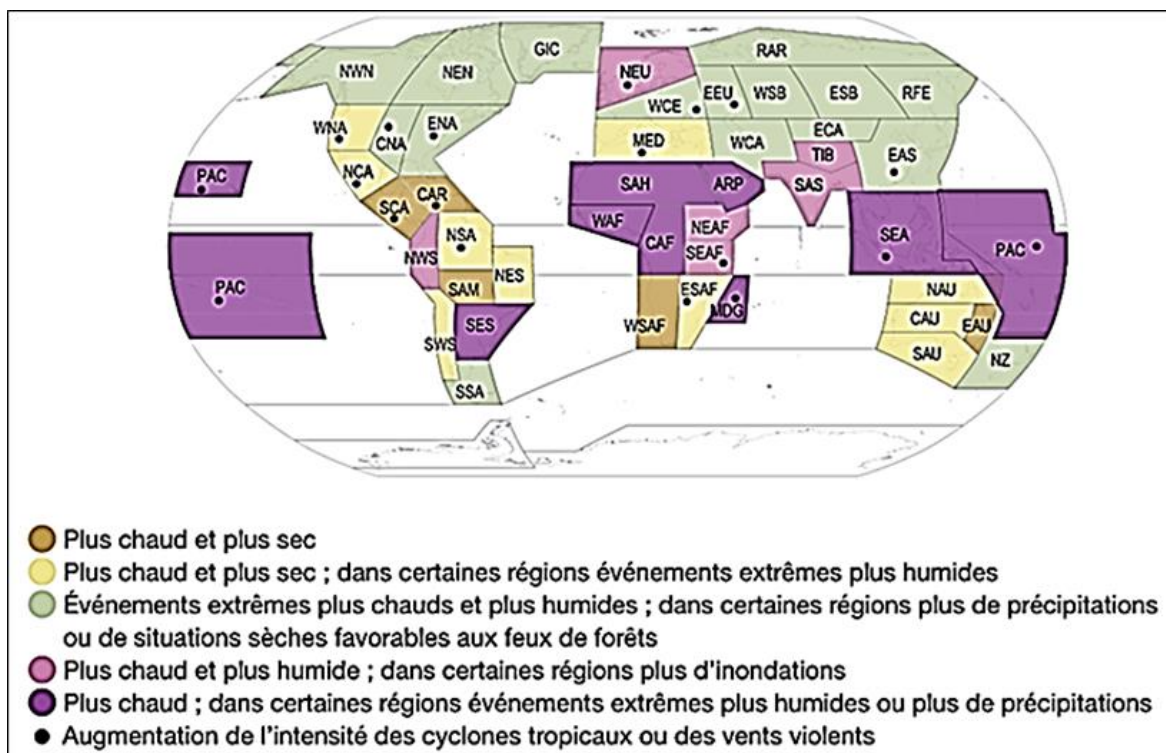 GIC
RAR
NWN
NEN
NEU
EEU
WSB
ESB
RFE
WCE
WNA
CNA
ENA
MED
WCA
ECA
TIB
EAS
PAC
NCA
SAH
ARP
SAS
SCA
CAR
WAF
NEAF
NSA
CAF
SEA
PAC
NWS
SEAF
NES
PAC
SAM
ESAF
MDG
NAU
SES
WSAF
CAU
EAU
SWS
SAU
NZ
SSA
Plus chaud et plus sec
Plus chaud et plus sec ; dans certaines régions événements extrêmes plus humides
Événements extrêmes plus chauds et plus humides ; dans certaines régions plus de précipitations
ou de situations sèches favorables aux feux de forêts
Plus chaud et plus humide ; dans certaines régions plus d'inondations
Plus chaud ; dans certaines régions événements extrêmes plus humides ou plus de précipitations
Augmentation de l'intensité des cyclones tropicaux ou des vents violents